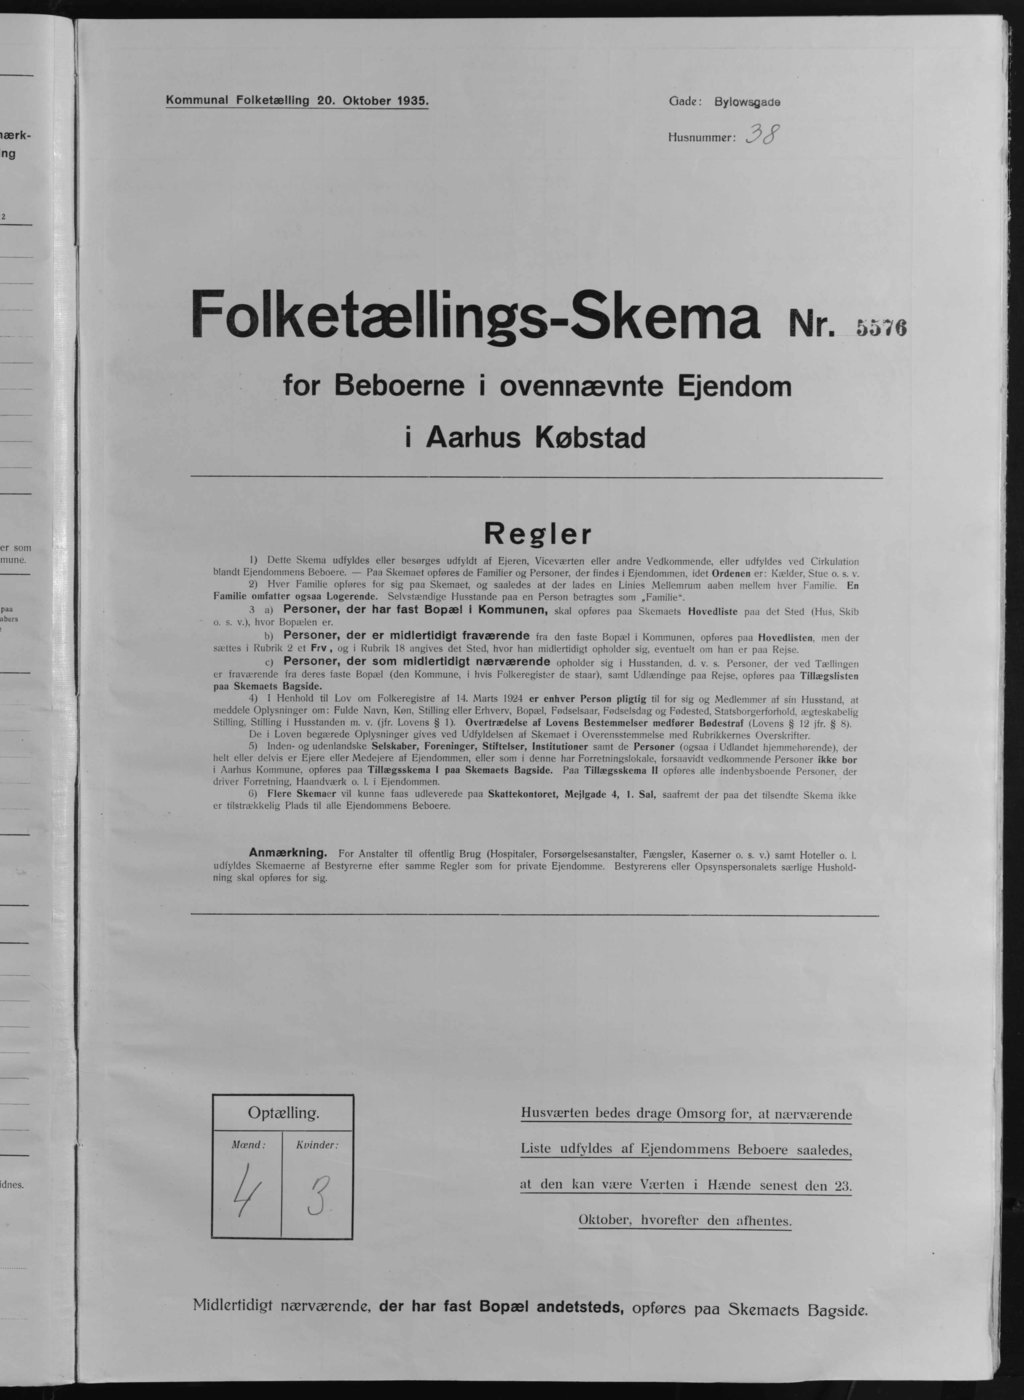 Kommunal Folketælling 20. Oktober 1935.
Gade: Bylowsgade
Husnummer: 38
Folketællings-Skema Nr. 5576
for Beboerne i ovennævnte Ejendom
i Aarhus Købstad
Regler
1) Dette Skema udfyldes eller besørges udfyldt af Ejeren, Viceværten eller andre Vedkommende, eller udfyldes ved Cirkulation
blandt Ejendommens Beboere. — Paa Skemaet opføres de Familier og Personer, der findes i Ejendommen, idet Ordenen er: Kælder, Stue o. s. v.
2) Hver Familie opføres for sig paa Skemaet, og saaledes at der lades en Linies Mellemrum aaben mellem hver Familie. En
Familie omfatter ogsaa Logerende. Selvstændige Husstande paa en Person betragtes som „Familie“.
3 a) Personer, der har fast Bopæl i Kommunen, skal opføres paa Skemaets Hovedliste paa det Sted (Hus, Skib
o. s. v.), hvor Bopælen er.
b) Personer, der er midlertidigt fraværende fra den faste Bopæl i Kommunen, opføres paa Hovedlisten, men der
sættes i Rubrik 2 et Frv, og i Rubrik 18 angives det Sted, hvor han midlertidigt opholder sig, eventuelt om han er paa Rejse.
c) Personer, der som midlertidigt nærværende opholder sig i Husstanden, d. v. s. Personer, der ved Tællingen
er fraværende fra deres faste Bopæl (den Kommune, i hvis Folkeregister de staar), samt Udlændinge paa Rejse, opføres paa Tillægslisten
paa Skemaets Bagside.
4) I Henhold til Lov om Folkeregistre af 14. Marts 1924 er enhver Person pligtig til for sig og Medlemmer af sin Husstand, at
meddele Oplysninger om: Fulde Navn, Køn, Stilling eller Erhverv, Bopæl, Fødselsaar, Fødselsdag og Fødested, Statsborgerforhold, ægteskabelig
Stilling, Stilling i Husstanden m. v. (jfr. Lovens § 1). Overtrædelse af Lovens Bestemmelser medfører Bødestraf (Lovens § 12 jfr. § 8).
De i Loven begærede Oplysninger gives ved Udfyldelsen af Skemaet i Overensstemmelse med Rubrikkernes Overskrifter.
5) Inden- og udenlandske Selskaber, Foreninger, Stiftelser, Institutioner samt de Personer (ogsaa i Udlandet hjemmehørende), der
helt eller delvis er Ejere eller Medejere af Ejendommen, eller som i denne har Forretningslokale, forsaavidt vedkommende Personer ikke bor
i Aarhus Kommune, opføres paa Tillægsskema I paa Skemaets Bagside. Paa Tillægsskema II opføres alle indenbysboende Personer, der
driver Forretning, Haandværk o. l. i Ejendommen.
6) Flere Skemaer vil kunne faas udleverede paa Skattekontoret, Mejlgade 4, 1. Sal, saafremt der paa det tilsendte Skema ikke
er tilstrækkelig Plads til alle Ejendommens Beboere.
Anmærkning. For Anstalter til offentlig Brug (Hospitaler, Forsørgelsesanstalter, Fængsler, Kaserner o. s. v.) samt Hoteller o. l.
udfyldes Skemaerne af Bestyrerne efter samme Regler som for private Ejendomme. Bestyrerens eller Opsynspersonalets særlige Hushold-
ning skal opføres for sig.
Optælling.
Mænd: Kvinder:
4 3
Husværten bedes drage Omsorg for, at nærværende
Liste udfyldes af Ejendommens Beboere saaledes,
at den kan være Værten i Hænde senest den 23.
Oktober, hvorefter den afhentes.
Midlertidigt nærværende, der har fast Bopæl andetsteds, opføres paa Skemaets Bagside.